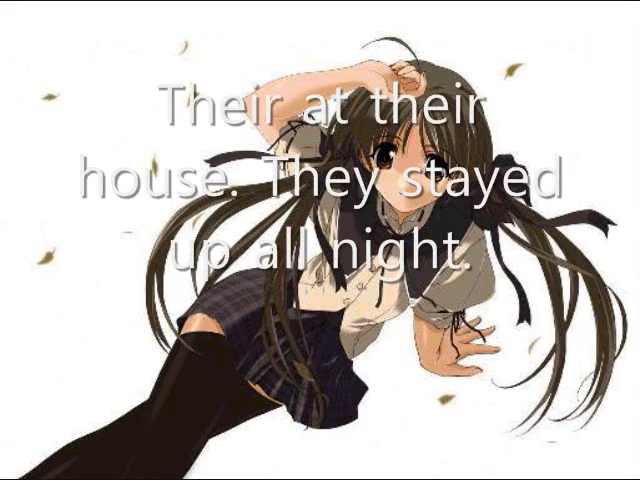 Their at their
house. They stayed
up all night.